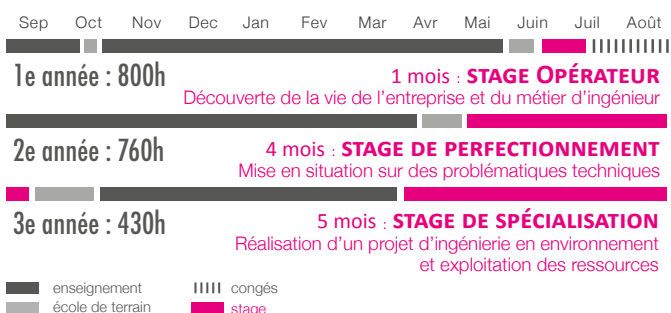 Sep Oct Nov Dec Jan Fev Mar Avr Mai Juin Juil Août
1e année : 800h
1 mois : STAGE OPÉRATEUR
Découverte de la vie de l'entreprise et du métier d'ingénieur
2e année : 760h
4 mois : STAGE DE PERFECTIONNEMENT
Mise en situation sur des problématiques techniques
3e année : 430h
5 mois : STAGE DE SPÉCIALISATION
Réalisation d'un projet d'ingénierie en environnement
et exploitation des ressources
enseignement
école de terrain
congés
stage